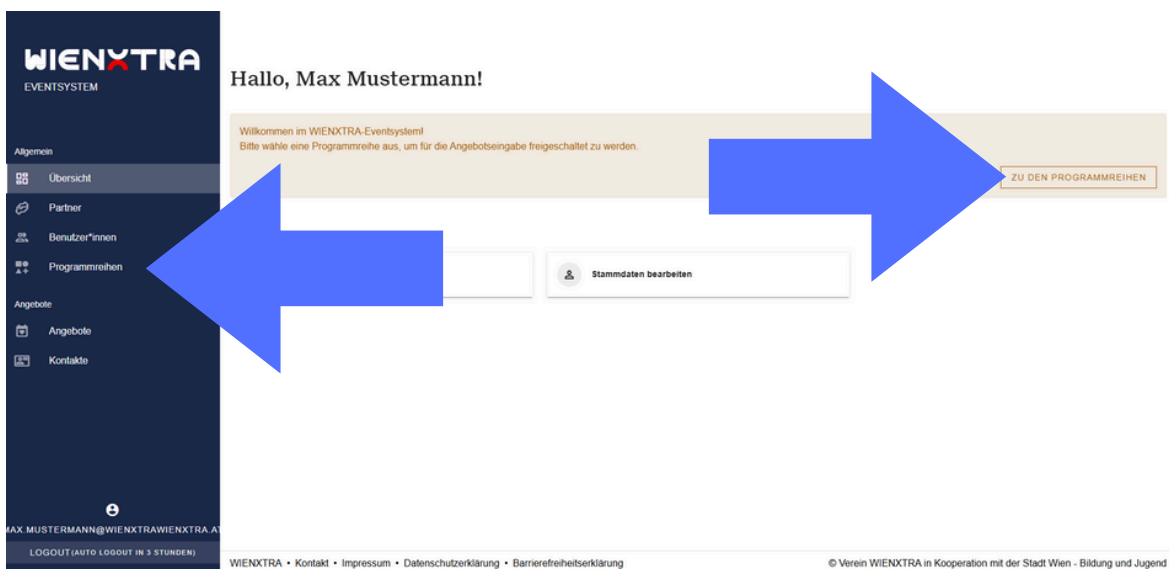 WIENXTRA
EVENTSYSTEM
Allgemein
Übersicht
Partner
Benutzer*innen
Programmreihen
Angebote
Angebote
Kontakte
MAX.MUSTERMANN@WIENXTRAWIENXTRA.AT
LOGOUT (AUTO LOGOUT IN 3 STUNDEN)
Hallo, Max Mustermann!
Willkommen im WIENXTRA-Eventsystem!
Bitte wähle eine Programmreihe aus, um für die Angebotseingabe freigeschaltet zu werden.
ZU DEN PROGRAMMREIHEN
Stammdaten bearbeiten
WIENXTRA • Kontakt • Impressum • Datenschutzerklärung • Barrierefreiheitserklärung
© Verein WIENXTRA in Kooperation mit der Stadt Wien - Bildung und Jugend